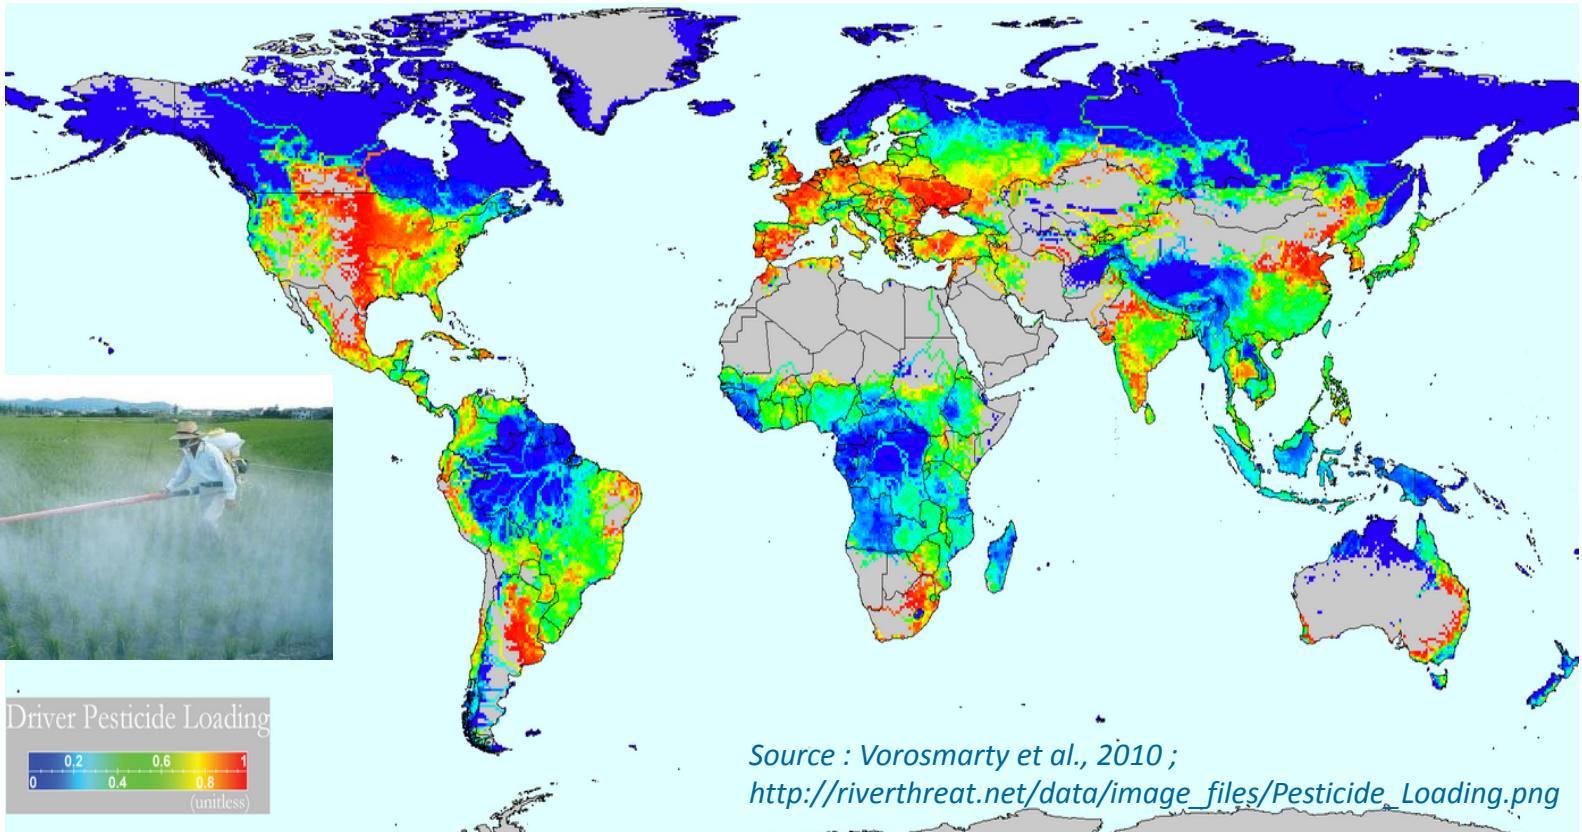 Driver Pesticide Loading
0.2 0.6 1
0 0.4 0.8
(unitless)
Source : Vorosmarty et al., 2010 ;
http://riverthreat.net/data/image_files/Pesticide_Loading.png